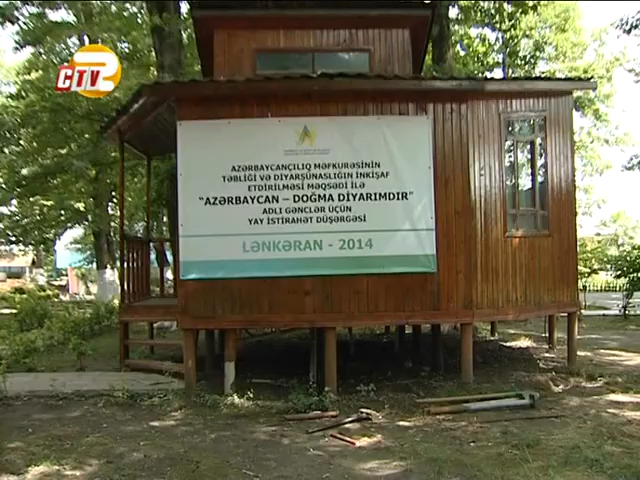 CTV2
AZƏRBAYCANÇILIQ MƏFKURƏSİNİN
TƏBLİĞİ VƏ DİYARŞÜNASLIĞIN İNKİŞAF
ETDİRİLMƏSİ MƏQSƏDİ İLƏ
"AZƏRBAYCAN – DOĞMA DİYARIMDIR"
ADLI GƏNCLƏR ÜÇÜN
YAY İSTİRAHƏT DÜŞƏRGƏSİ
LƏNKƏRAN - 2014